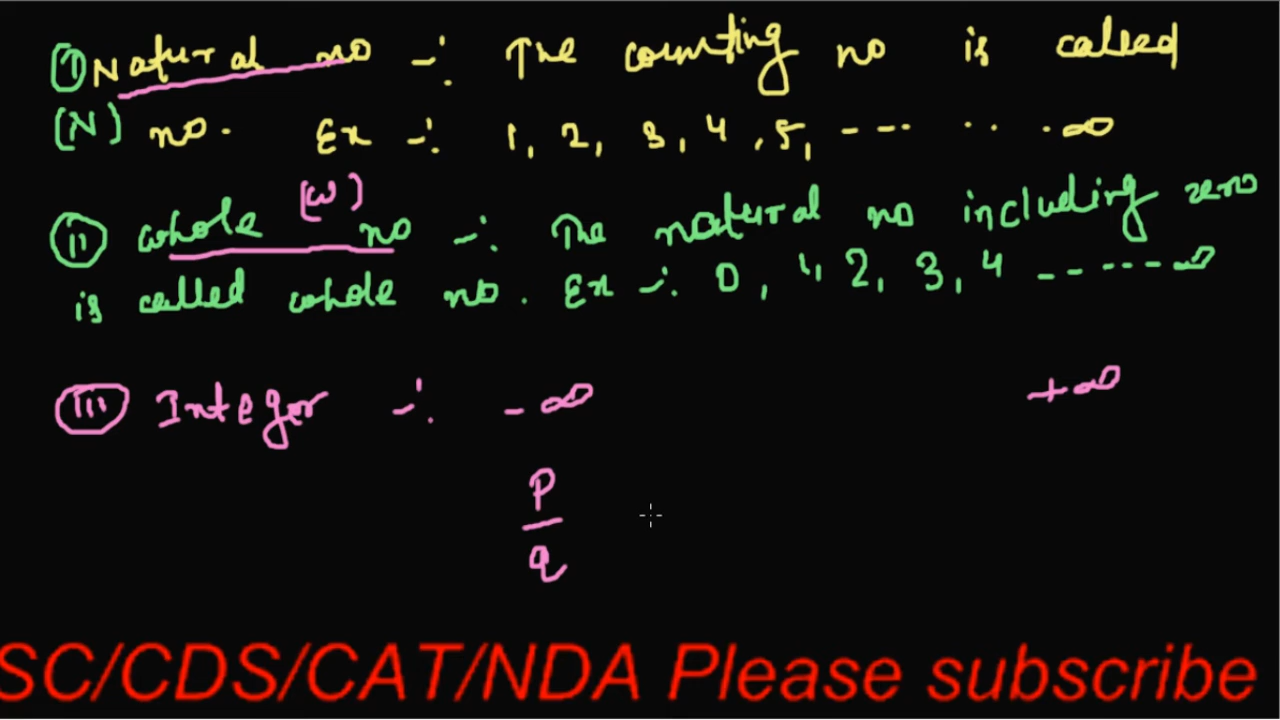 (I) Natural no -: The counting no is called
(N) no. Ex -: 1, 2, 3, 4, 5, ---  .. .∞
(W)
(II) whole no -: The natural no including zero
is called whole no. Ex -: 0, 1, 2, 3, 4 ------∞
(III) Integer -: -∞ +∞
P
q
SC/CDS/CAT/NDA Please subscribe